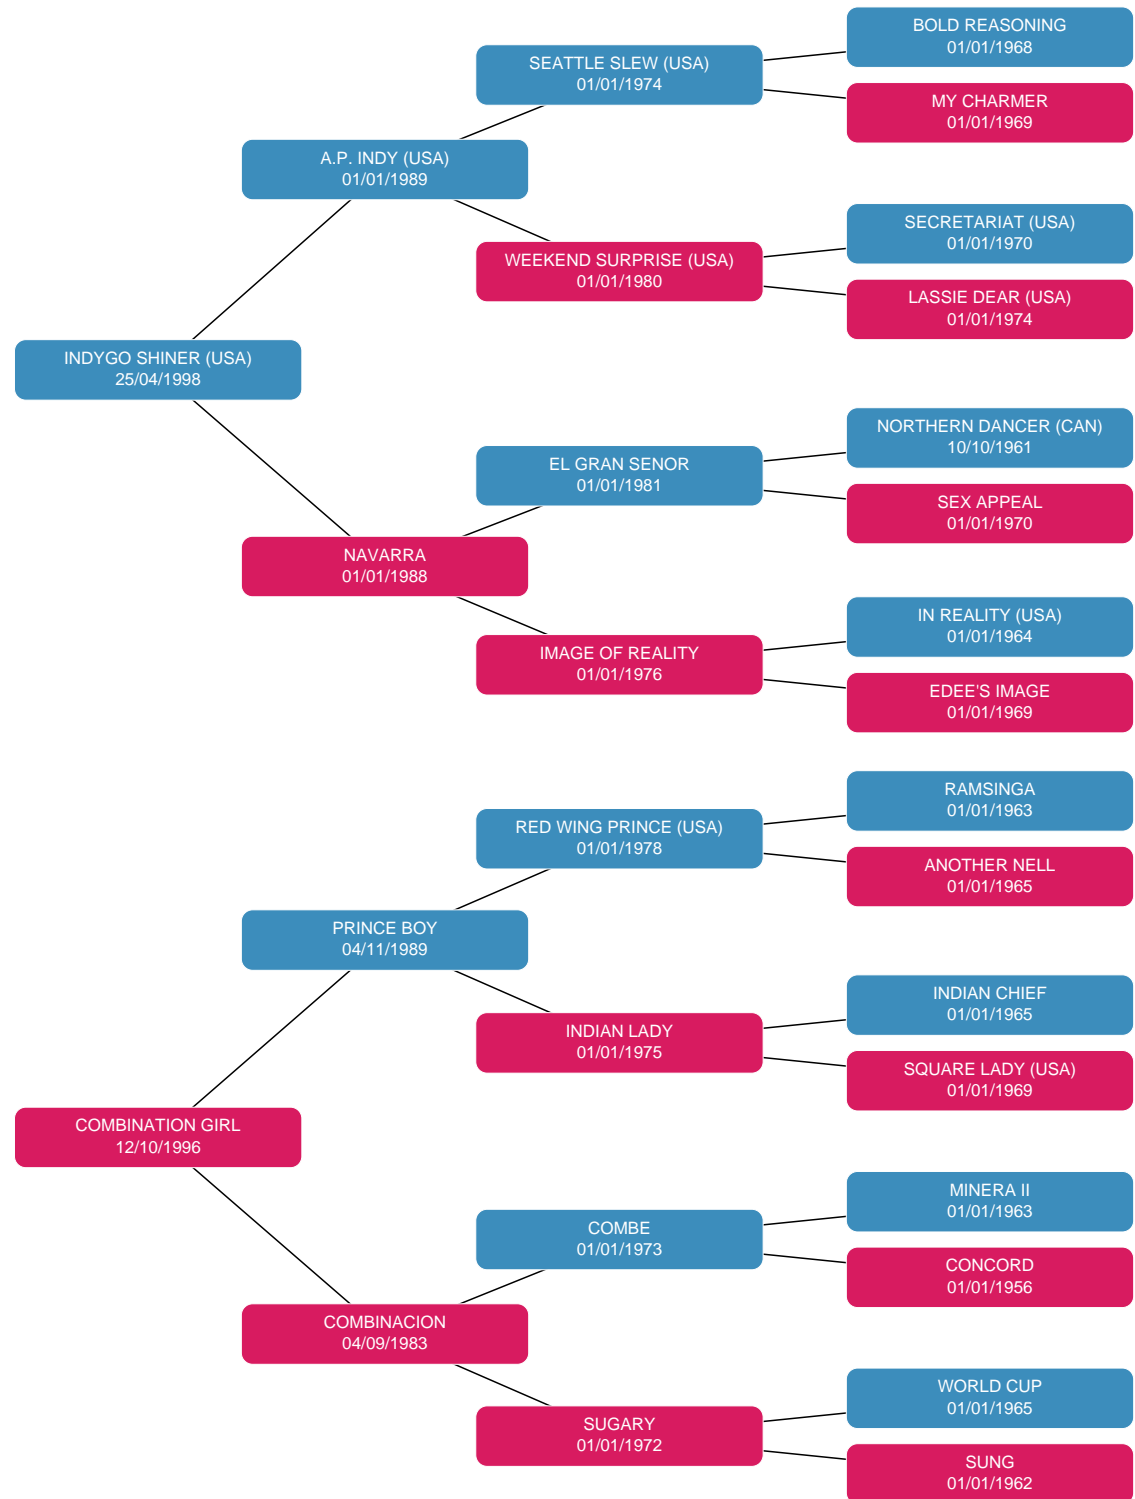 BOLD REASONING
01/01/1968
SEATTLE SLEW (USA)
01/01/1974
MY CHARMER
01/01/1969
A.P. INDY (USA)
01/01/1989
SECRETARIAT (USA)
01/01/1970
WEEKEND SURPRISE (USA)
01/01/1980
LASSIE DEAR (USA)
01/01/1974
INDYGO SHINER (USA)
25/04/1998
NORTHERN DANCER (CAN)
10/10/1961
EL GRAN SENOR
01/01/1981
SEX APPEAL
01/01/1970
NAVARRA
01/01/1988
IN REALITY (USA)
01/01/1964
IMAGE OF REALITY
01/01/1976
EDEE'S IMAGE
01/01/1969
RAMSINGA
01/01/1963
RED WING PRINCE (USA)
01/01/1978
ANOTHER NELL
01/01/1965
PRINCE BOY
04/11/1989
INDIAN CHIEF
01/01/1965
INDIAN LADY
01/01/1975
SQUARE LADY (USA)
01/01/1969
COMBINATION GIRL
12/10/1996
MINERA II
01/01/1963
COMBE
01/01/1973
CONCORD
01/01/1956
COMBINACION
04/09/1983
WORLD CUP
01/01/1965
SUGARY
01/01/1972
SUNG
01/01/1962